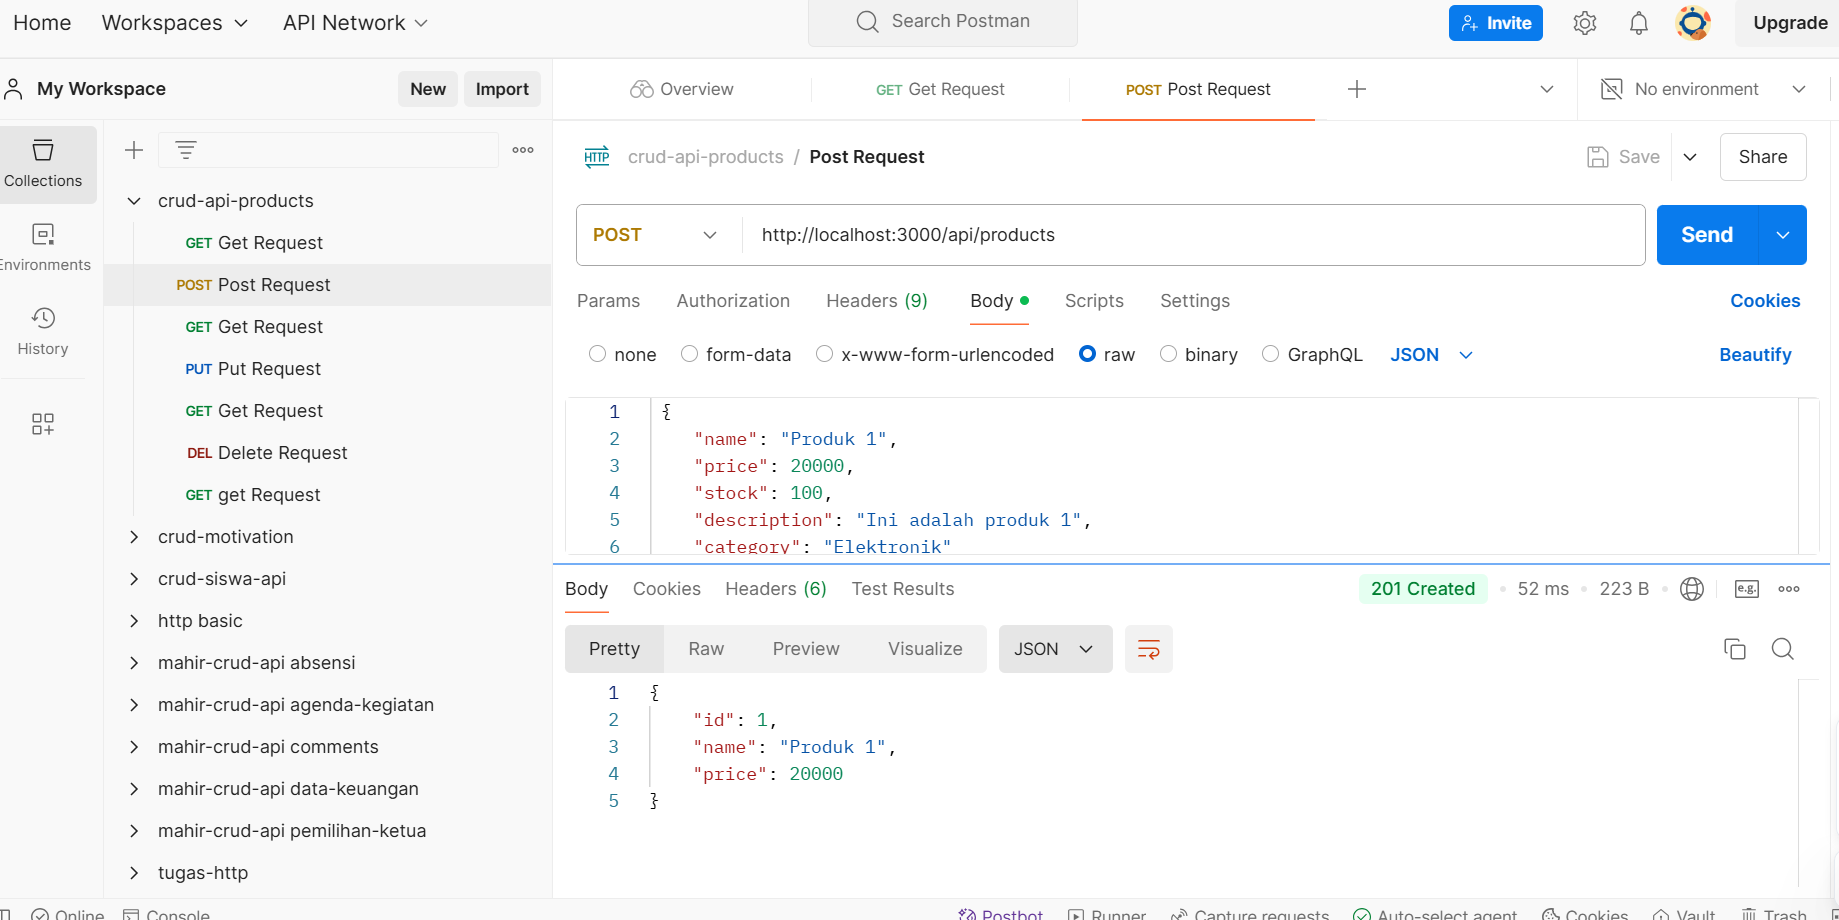 Home Workspaces API Network Search Postman Invite Upgrade
My Workspace New Import Overview GET Get Request POST Post Request No environment
Collections
Environments
History
crud-api-products
GET Get Request
POST Post Request
GET Get Request
PUT Put Request
GET Get Request
DEL Delete Request
GET get Request
crud-motivation
crud-siswa-api
http basic
mahir-crud-api absensi
mahir-crud-api agenda-kegiatan
mahir-crud-api comments
mahir-crud-api data-keuangan
mahir-crud-api pemilihan-ketua
tugas-http
HTTP crud-api-products / Post Request Save Share
POST http://localhost:3000/api/products Send
Params Authorization Headers (9) Body Scripts Settings Cookies
none form-data x-www-form-urlencoded raw binary GraphQL JSON Beautify
1 {
2 "name": "Produk 1",
3 "price": 20000,
4 "stock": 100,
5 "description": "Ini adalah produk 1",
6 "category": "Elektronik"
Body Cookies Headers (6) Test Results 201 Created 52 ms 223 B e.g.
Pretty Raw Preview Visualize JSON
1 {
2 "id": 1,
3 "name": "Produk 1",
4 "price": 20000
5 }
Online Console Postbot Runner Capture requests Auto-select agent Cookies Vault Trash